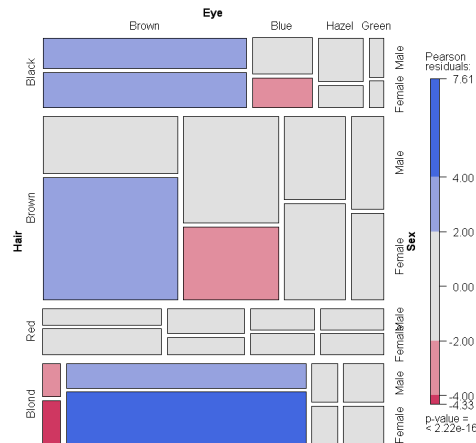 Eye
Brown
Blue
Hazel
Green
Hair
Black
Brown
Red
Blond
Male
Female
Male
Female
Male
Female
Male
Female
Sex
Pearson
residuals:
7.61
4.00
2.00
0.00
-2.00
-4.00
-4.33
p-value =
< 2.22e-16